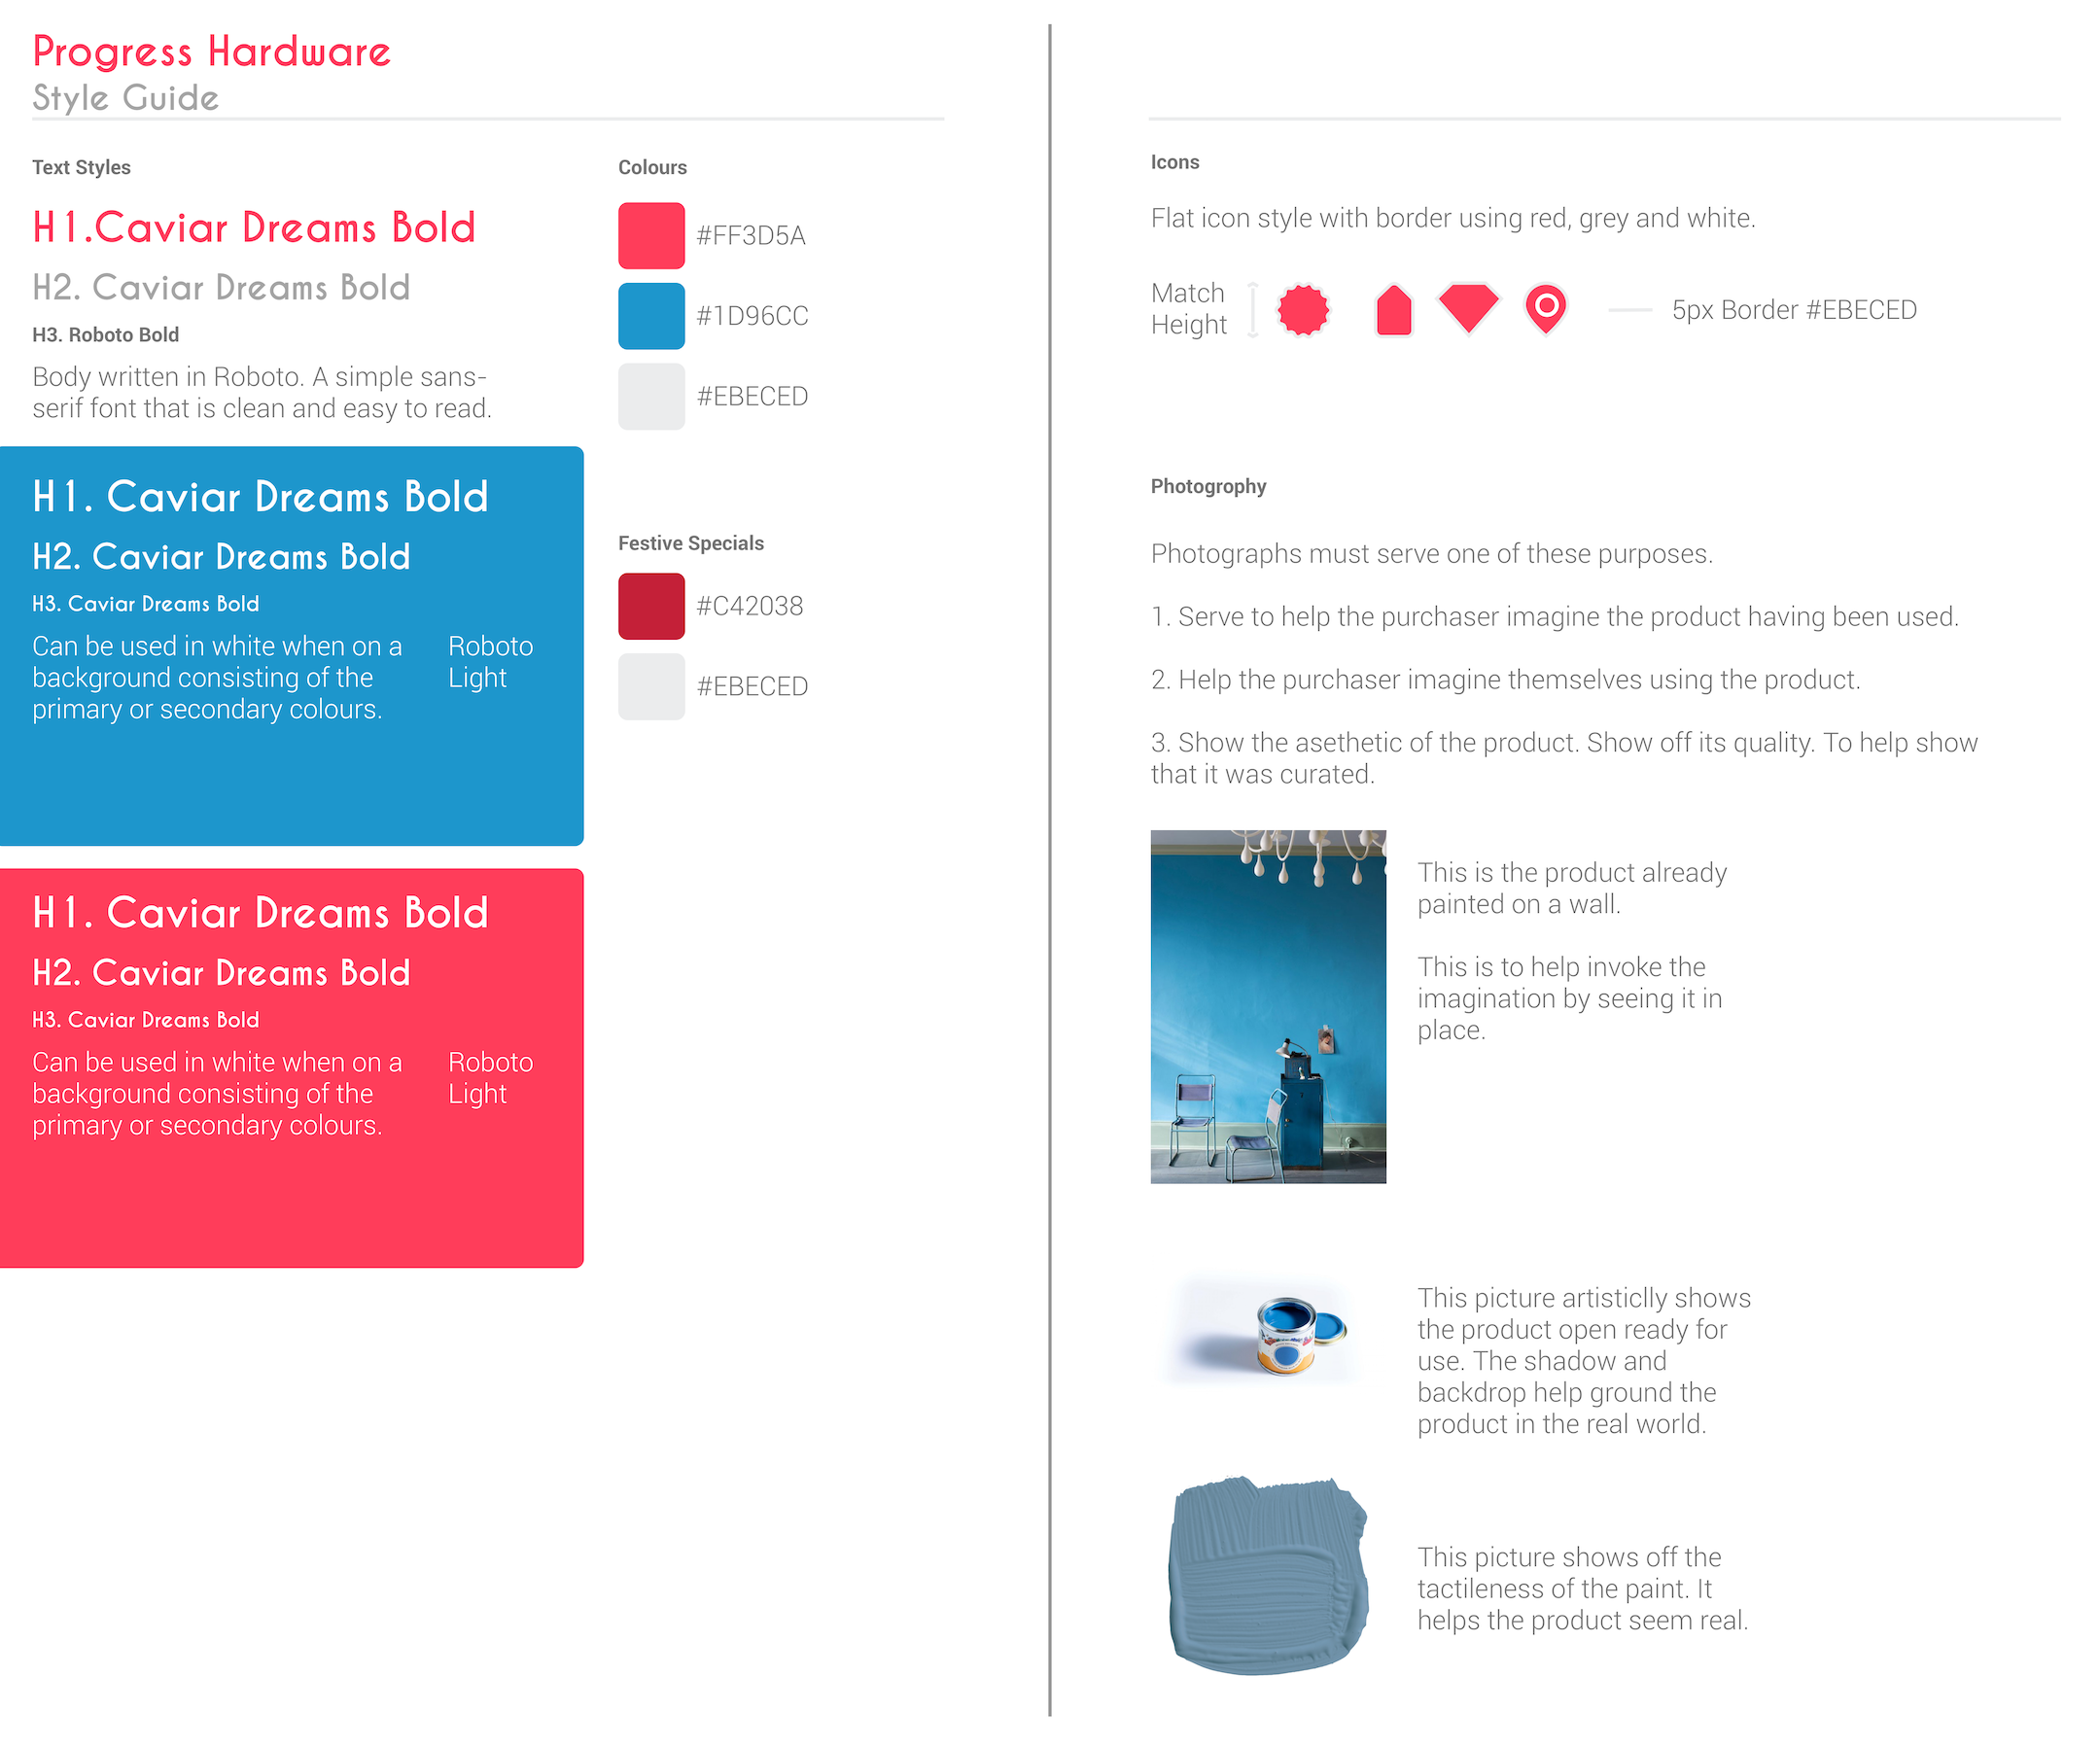 Progress Hardware
Style Guide
Text Styles
H1.Caviar Dreams Bold
H2. Caviar Dreams Bold
H3. Roboto Bold
Body written in Roboto. A simple sans-
serif font that is clean and easy to read.
H1. Caviar Dreams Bold
H2. Caviar Dreams Bold
H3. Caviar Dreams Bold
Can be used in white when on a
background consisting of the
primary or secondary colours.
Roboto
Light
H1. Caviar Dreams Bold
H2. Caviar Dreams Bold
H3. Caviar Dreams Bold
Can be used in white when on a
background consisting of the
primary or secondary colours.
Roboto
Light
Colours
#FF3D5A
#1D96CC
#EBECED
Festive Specials
#C42038
#EBECED
Icons
Flat icon style with border using red, grey and white.
Match
Height
5px Border #EBECED
Photogrophy
Photographs must serve one of these purposes.
1. Serve to help the purchaser imagine the product having been used.
2. Help the purchaser imagine themselves using the product.
3. Show the asethetic of the product. Show off its quality. To help show
that it was curated.
This is the product already
painted on a wall.
This is to help invoke the
imagination by seeing it in
place.
This picture artisticlly shows
the product open ready for
use. The shadow and
backdrop help ground the
product in the real world.
This picture shows off the
tactileness of the paint. It
helps the product seem real.